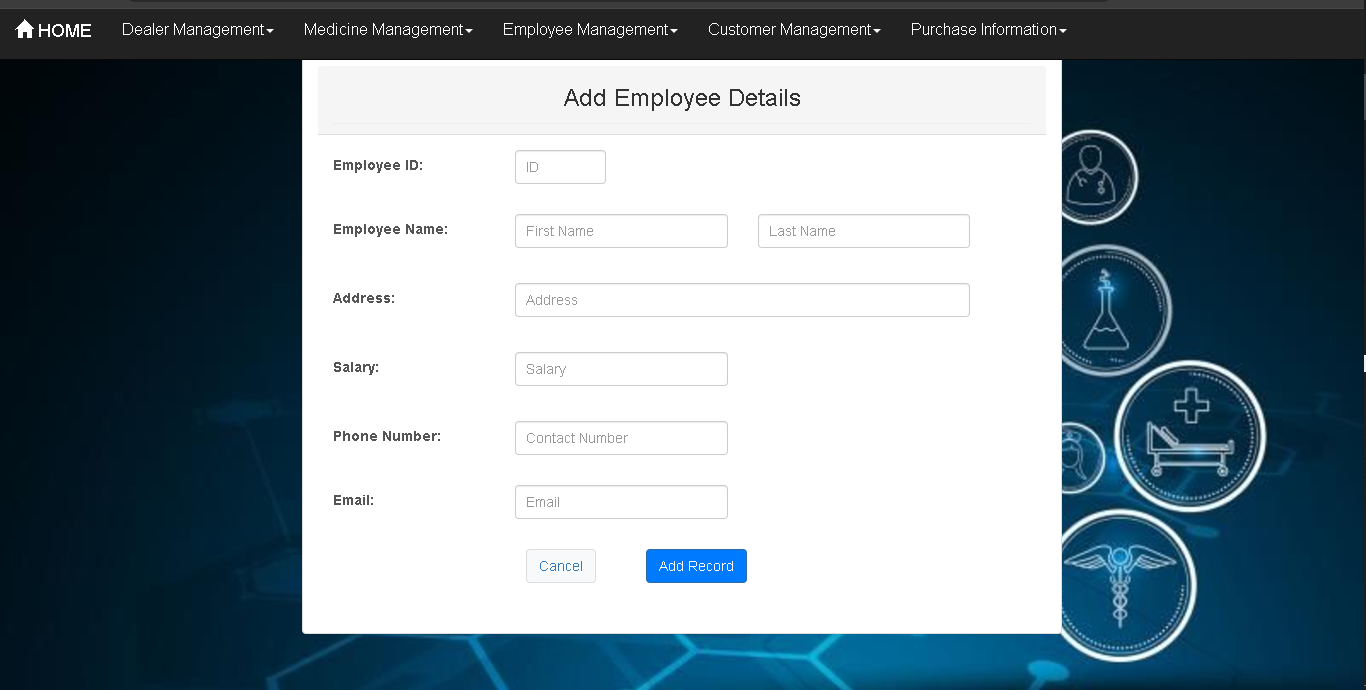 HOME Dealer Management Medicine Management Employee Management Customer Management Purchase Information
Add Employee Details
Employee ID: ID
Employee Name: First Name Last Name
Address: Address
Salary: Salary
Phone Number: Contact Number
Email: Email
Cancel Add Record